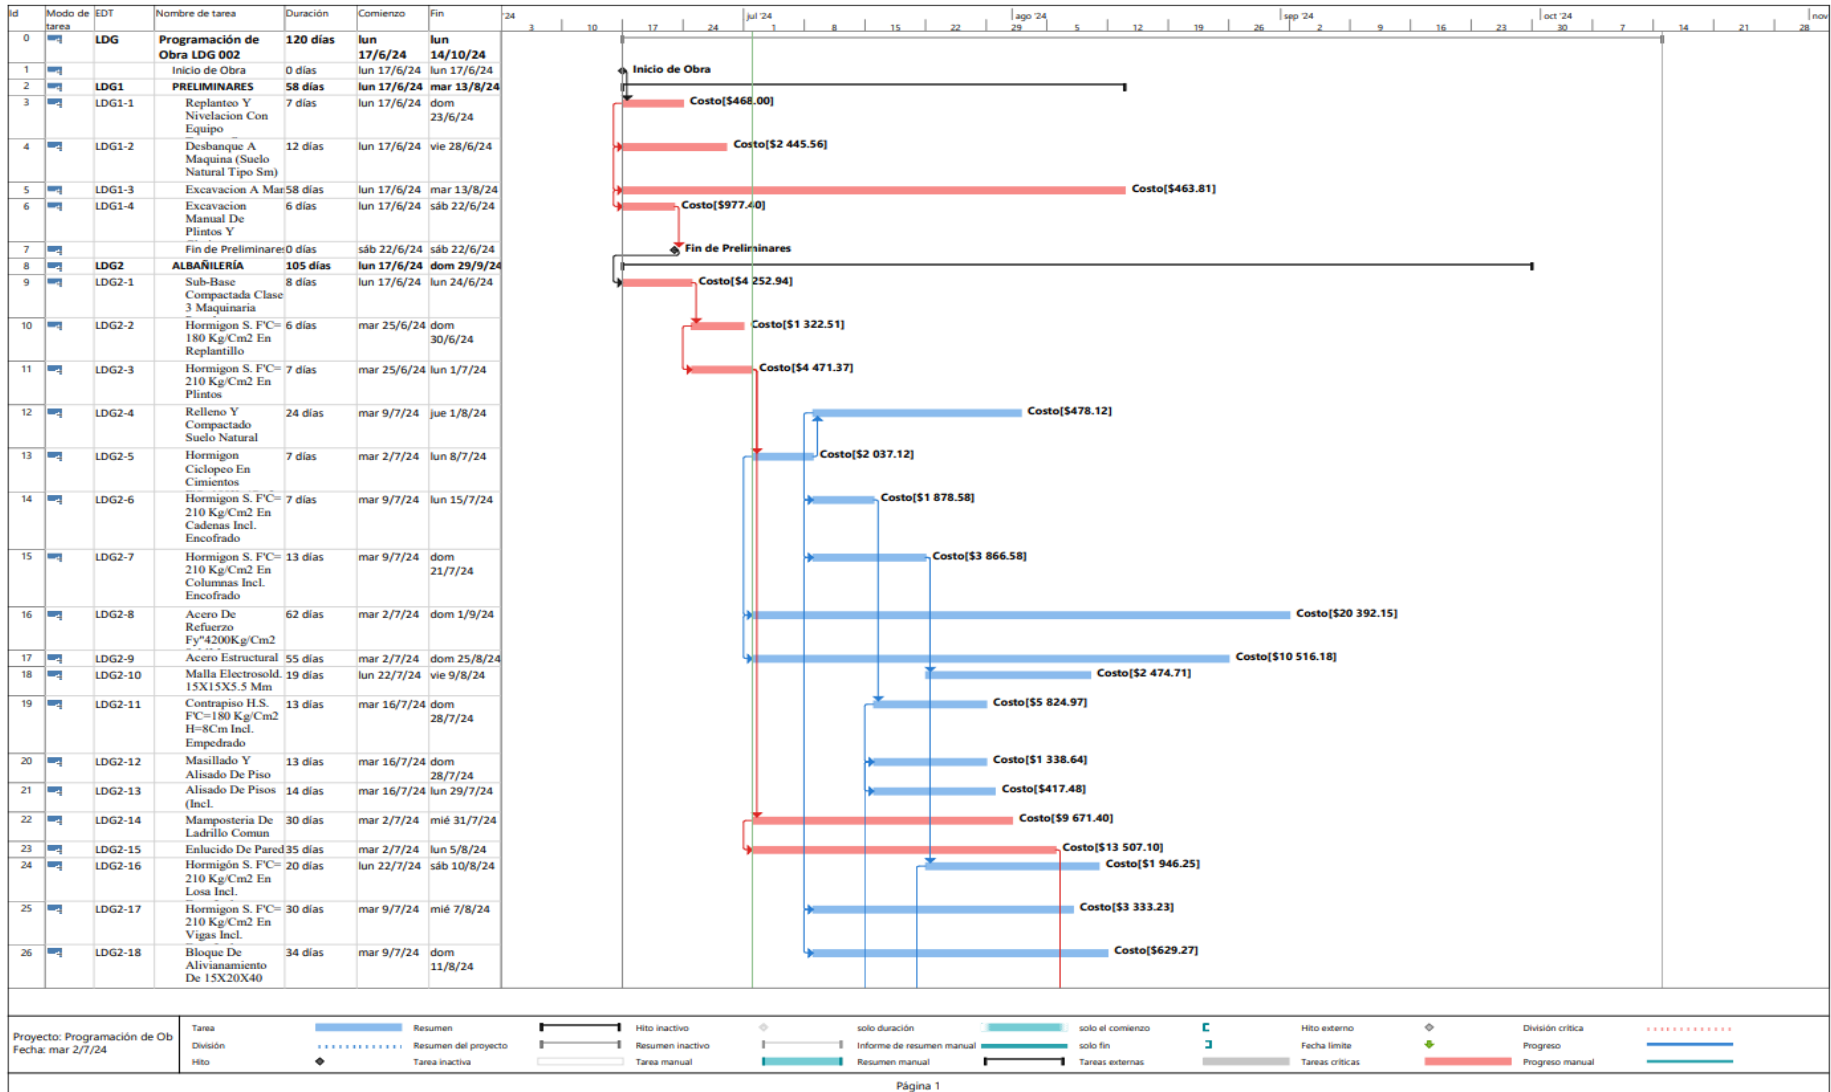 Id Modo de tarea EDT Nombre de tarea Duración Comienzo Fin
'24 jul '24 ago '24 sep '24 oct '24 nov
3 10 17 24 1 8 15 22 29 5 12 19 26 2 9 16 23 30 7 14 21 28
0 LDG Programación de Obra LDG 002 120 días lun 17/6/24 lun 14/10/24
1 Inicio de Obra 0 días lun 17/6/24 lun 17/6/24 Inicio de Obra
2 LDG1 PRELIMINARES 58 días lun 17/6/24 mar 13/8/24
3 LDG1-1 Replanteo Y Nivelacion Con Equipo 7 días lun 17/6/24 dom 23/6/24 Costo[$468.00]
4 LDG1-2 Desbanque A Maquina (Suelo Natural Tipo Sm) 12 días lun 17/6/24 vie 28/6/24 Costo[$2 445.56]
5 LDG1-3 Excavacion A Mar 58 días lun 17/6/24 mar 13/8/24 Costo[$463.81]
6 LDG1-4 Excavacion Manual De Plintos Y 6 días lun 17/6/24 sáb 22/6/24 Costo[$977.40]
7 Fin de Preliminares 0 días sáb 22/6/24 sáb 22/6/24 Fin de Preliminares
8 LDG2 ALBAÑILERÍA 105 días lun 17/6/24 dom 29/9/24
9 LDG2-1 Sub-Base Compactada Clase 3 Maquinaria 8 días lun 17/6/24 lun 24/6/24 Costo[$4 252.94]
10 LDG2-2 Hormigon S. F'C= 180 Kg/Cm2 En Replantillo 6 días mar 25/6/24 dom 30/6/24 Costo[$1 322.51]
11 LDG2-3 Hormigon S. F'C= 210 Kg/Cm2 En Plintos 7 días mar 25/6/24 lun 1/7/24 Costo[$4 471.37]
12 LDG2-4 Relleno Y Compactado Suelo Natural 24 días mar 9/7/24 jue 1/8/24 Costo[$478.12]
13 LDG2-5 Hormigon Ciclopeo En Cimientos 7 días mar 2/7/24 lun 8/7/24 Costo[$2 037.12]
14 LDG2-6 Hormigon S. F'C= 210 Kg/Cm2 En Cadenas Incl. Encofrado 7 días mar 9/7/24 lun 15/7/24 Costo[$1 878.58]
15 LDG2-7 Hormigon S. F'C= 210 Kg/Cm2 En Columnas Incl. Encofrado 13 días mar 9/7/24 dom 21/7/24 Costo[$3 866.58]
16 LDG2-8 Acero De Refuerzo Fy"4200Kg/Cm2 62 días mar 2/7/24 dom 1/9/24 Costo[$20 392.15]
17 LDG2-9 Acero Estructural 55 días mar 2/7/24 dom 25/8/24 Costo[$10 516.18]
18 LDG2-10 Malla Electrosold. 15X15X5.5 Mm 19 días lun 22/7/24 vie 9/8/24 Costo[$2 474.71]
19 LDG2-11 Contrapiso H.S. F'C=180 Kg/Cm2 H=8Cm Incl. Empedrado 13 días mar 16/7/24 dom 28/7/24 Costo[$5 824.97]
20 LDG2-12 Masillado Y Alisado De Piso 13 días mar 16/7/24 dom 28/7/24 Costo[$1 338.64]
21 LDG2-13 Alisado De Pisos (Incl. 14 días mar 16/7/24 lun 29/7/24 Costo[$417.48]
22 LDG2-14 Mamposteria De Ladrillo Comun 30 días mar 2/7/24 mié 31/7/24 Costo[$9 671.40]
23 LDG2-15 Enlucido De Pared 35 días mar 2/7/24 lun 5/8/24 Costo[$13 507.10]
24 LDG2-16 Hormigón S. F'C= 210 Kg/Cm2 En Losa Incl. 20 días lun 22/7/24 sáb 10/8/24 Costo[$1 946.25]
25 LDG2-17 Hormigon S. F'C= 210 Kg/Cm2 En Vigas Incl. 30 días mar 9/7/24 mié 7/8/24 Costo[$3 333.23]
26 LDG2-18 Bloque De Alivianamiento De 15X20X40 34 días mar 9/7/24 dom 11/8/24 Costo[$629.27]
Proyecto: Programación de Ob
Fecha: mar 2/7/24
Tarea Resumen Hito inactivo solo duración solo el comienzo Hito externo División crítica
División Resumen del proyecto Resumen inactivo Informe de resumen manual solo fin Fecha límite Progreso
Hito Tarea inactiva Tarea manual Resumen manual Tareas externas Tareas críticas Progreso manual
Página 1